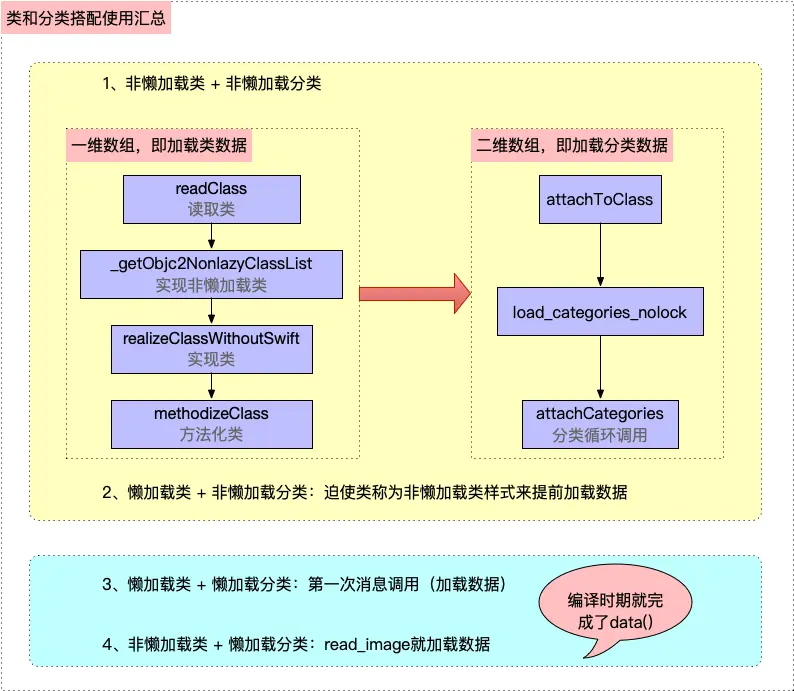 类和分类搭配使用汇总
1、非懒加载类 + 非懒加载分类
一维数组，即加载类数据
readClass
读取类
_getObjc2NonlazyClassList
实现非懒加载类
realizeClassWithoutSwift
实现类
methodizeClass
方法化类
二维数组，即加载分类数据
attachToClass
load_categories_nolock
attachCategories
分类循环调用
2、懒加载类 + 非懒加载分类：迫使类称为非懒加载类样式来提前加载数据
3、懒加载类 + 懒加载分类：第一次消息调用（加载数据）
4、非懒加载类 + 懒加载分类：read_image就加载数据
编译时期就完
成了data()